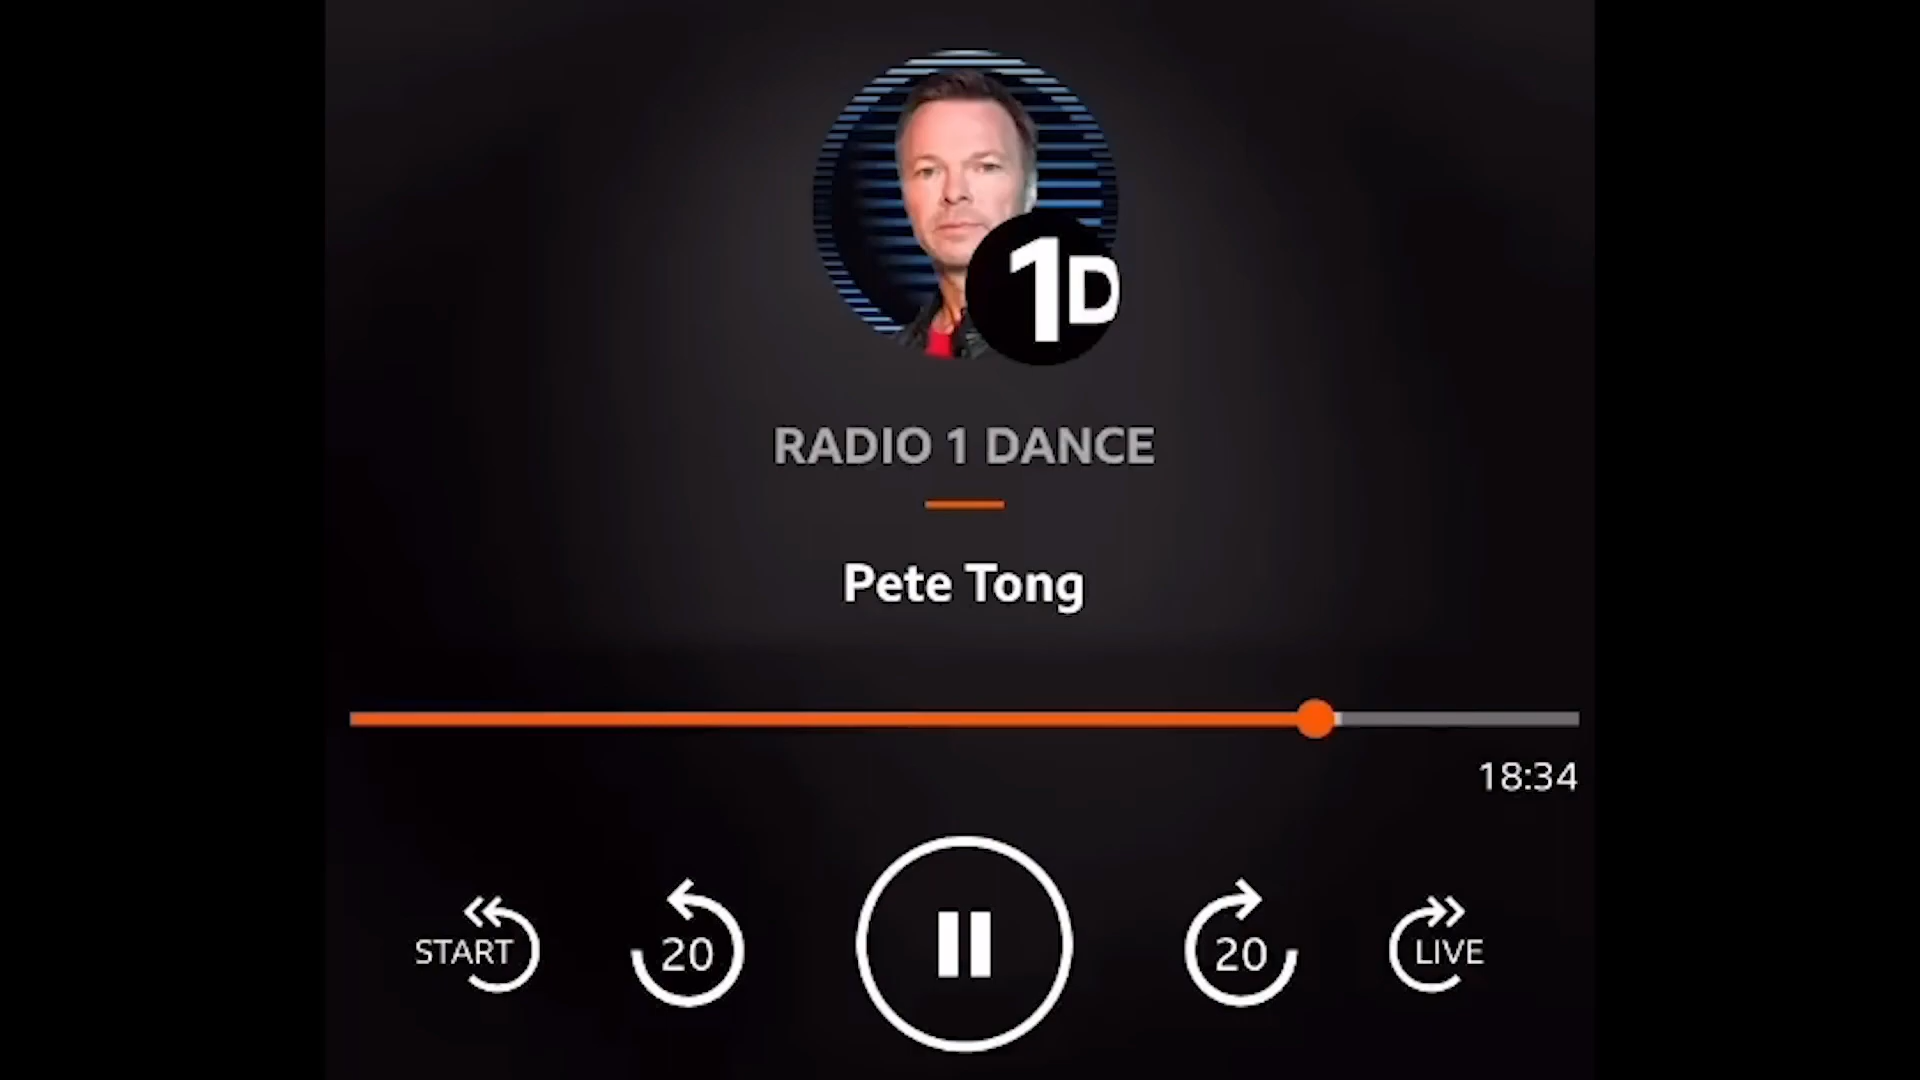 1D
RADIO 1 DANCE
Pete Tong
18:34
START
20
20
LIVE